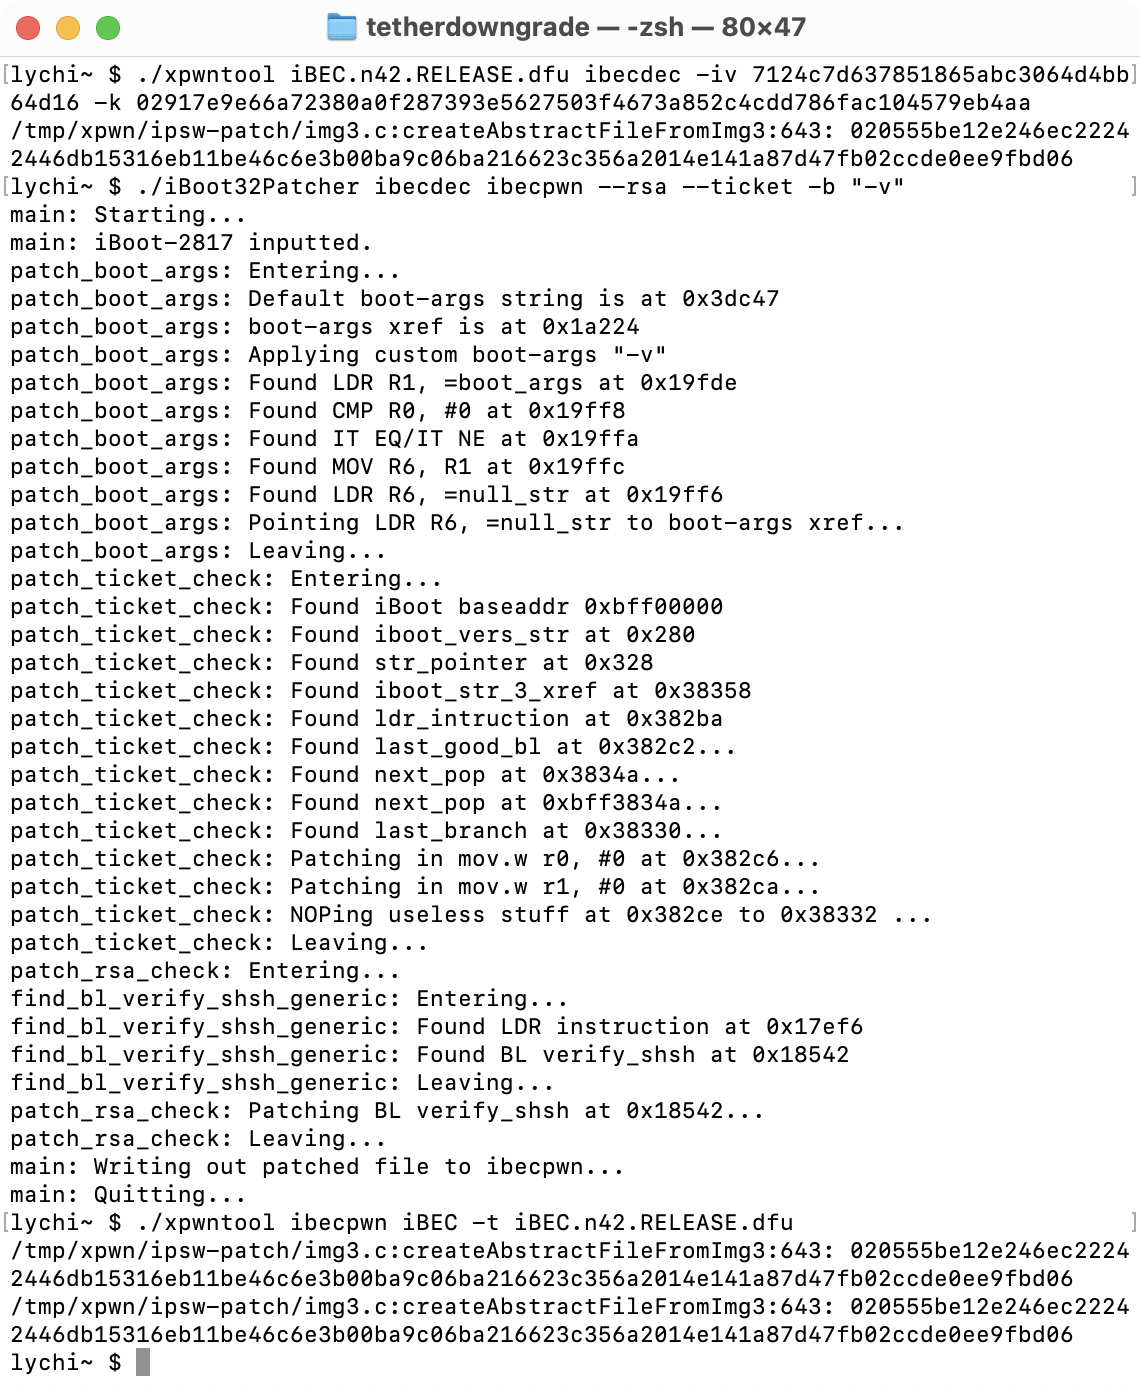 tetherdowngrade — -zsh — 80×47
[lychi~ $ ./xpwntool iBEC.n42.RELEASE.dfu ibecdec -iv 7124c7d637851865abc3064d4bb]
64d16 -k 02917e9e66a72380a0f287393e5627503f4673a852c4cdd786fac104579eb4aa
/tmp/xpwn/ipsw-patch/img3.c:createAbstractFileFromImg3:643: 020555be12e246ec2224
2446db15316eb11be46c6e3b00ba9c06ba216623c356a2014e141a87d47fb02ccde0ee9fbd06
[lychi~ $ ./iBoot32Patcher ibecdec ibecpwn --rsa --ticket -b "-v" ]
main: Starting...
main: iBoot-2817 inputted.
patch_boot_args: Entering...
patch_boot_args: Default boot-args string is at 0x3dc47
patch_boot_args: boot-args xref is at 0x1a224
patch_boot_args: Applying custom boot-args "-v"
patch_boot_args: Found LDR R1, =boot_args at 0x19fde
patch_boot_args: Found CMP R0, #0 at 0x19ff8
patch_boot_args: Found IT EQ/IT NE at 0x19ffa
patch_boot_args: Found MOV R6, R1 at 0x19ffc
patch_boot_args: Found LDR R6, =null_str at 0x19ff6
patch_boot_args: Pointing LDR R6, =null_str to boot-args xref...
patch_boot_args: Leaving...
patch_ticket_check: Entering...
patch_ticket_check: Found iBoot baseaddr 0xbff00000
patch_ticket_check: Found iboot_vers_str at 0x280
patch_ticket_check: Found str_pointer at 0x328
patch_ticket_check: Found iboot_str_3_xref at 0x38358
patch_ticket_check: Found ldr_intruction at 0x382ba
patch_ticket_check: Found last_good_bl at 0x382c2...
patch_ticket_check: Found next_pop at 0x3834a...
patch_ticket_check: Found next_pop at 0xbff3834a...
patch_ticket_check: Found last_branch at 0x38330...
patch_ticket_check: Patching in mov.w r0, #0 at 0x382c6...
patch_ticket_check: Patching in mov.w r1, #0 at 0x382ca...
patch_ticket_check: NOPing useless stuff at 0x382ce to 0x38332 ...
patch_ticket_check: Leaving...
patch_rsa_check: Entering...
find_bl_verify_shsh_generic: Entering...
find_bl_verify_shsh_generic: Found LDR instruction at 0x17ef6
find_bl_verify_shsh_generic: Found BL verify_shsh at 0x18542
find_bl_verify_shsh_generic: Leaving...
patch_rsa_check: Patching BL verify_shsh at 0x18542...
patch_rsa_check: Leaving...
main: Writing out patched file to ibecpwn...
main: Quitting...
[lychi~ $ ./xpwntool ibecpwn iBEC -t iBEC.n42.RELEASE.dfu ]
/tmp/xpwn/ipsw-patch/img3.c:createAbstractFileFromImg3:643: 020555be12e246ec2224
2446db15316eb11be46c6e3b00ba9c06ba216623c356a2014e141a87d47fb02ccde0ee9fbd06
/tmp/xpwn/ipsw-patch/img3.c:createAbstractFileFromImg3:643: 020555be12e246ec2224
2446db15316eb11be46c6e3b00ba9c06ba216623c356a2014e141a87d47fb02ccde0ee9fbd06
lychi~ $